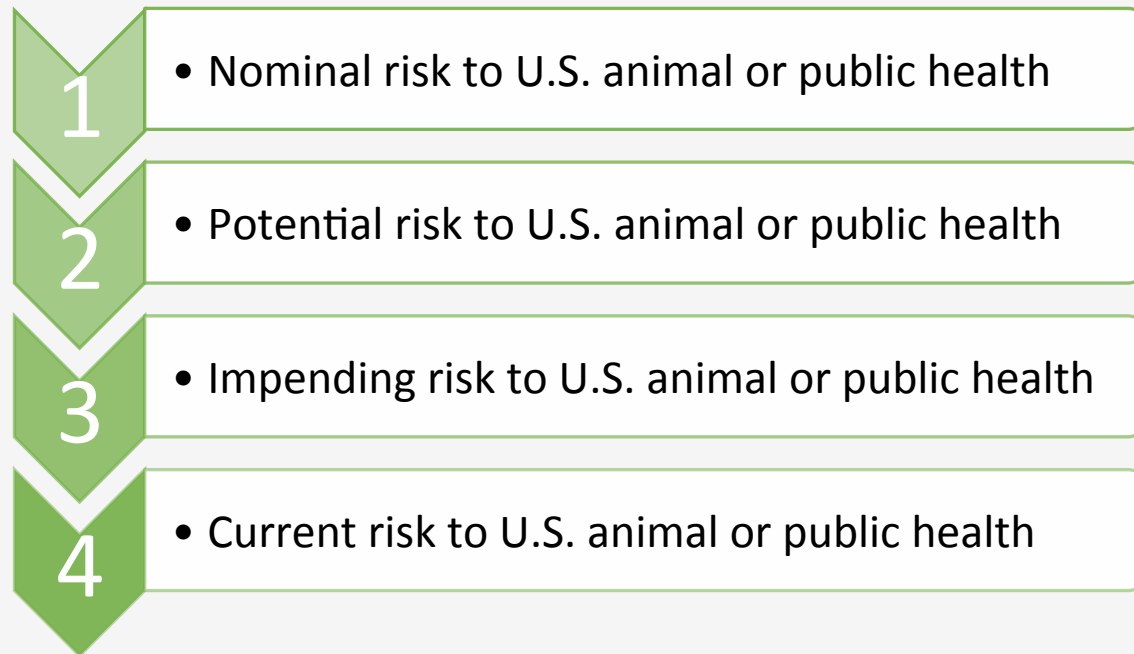 1
• Nominal risk to U.S. animal or public health
2
• Potential risk to U.S. animal or public health
3
• Impending risk to U.S. animal or public health
4
• Current risk to U.S. animal or public health